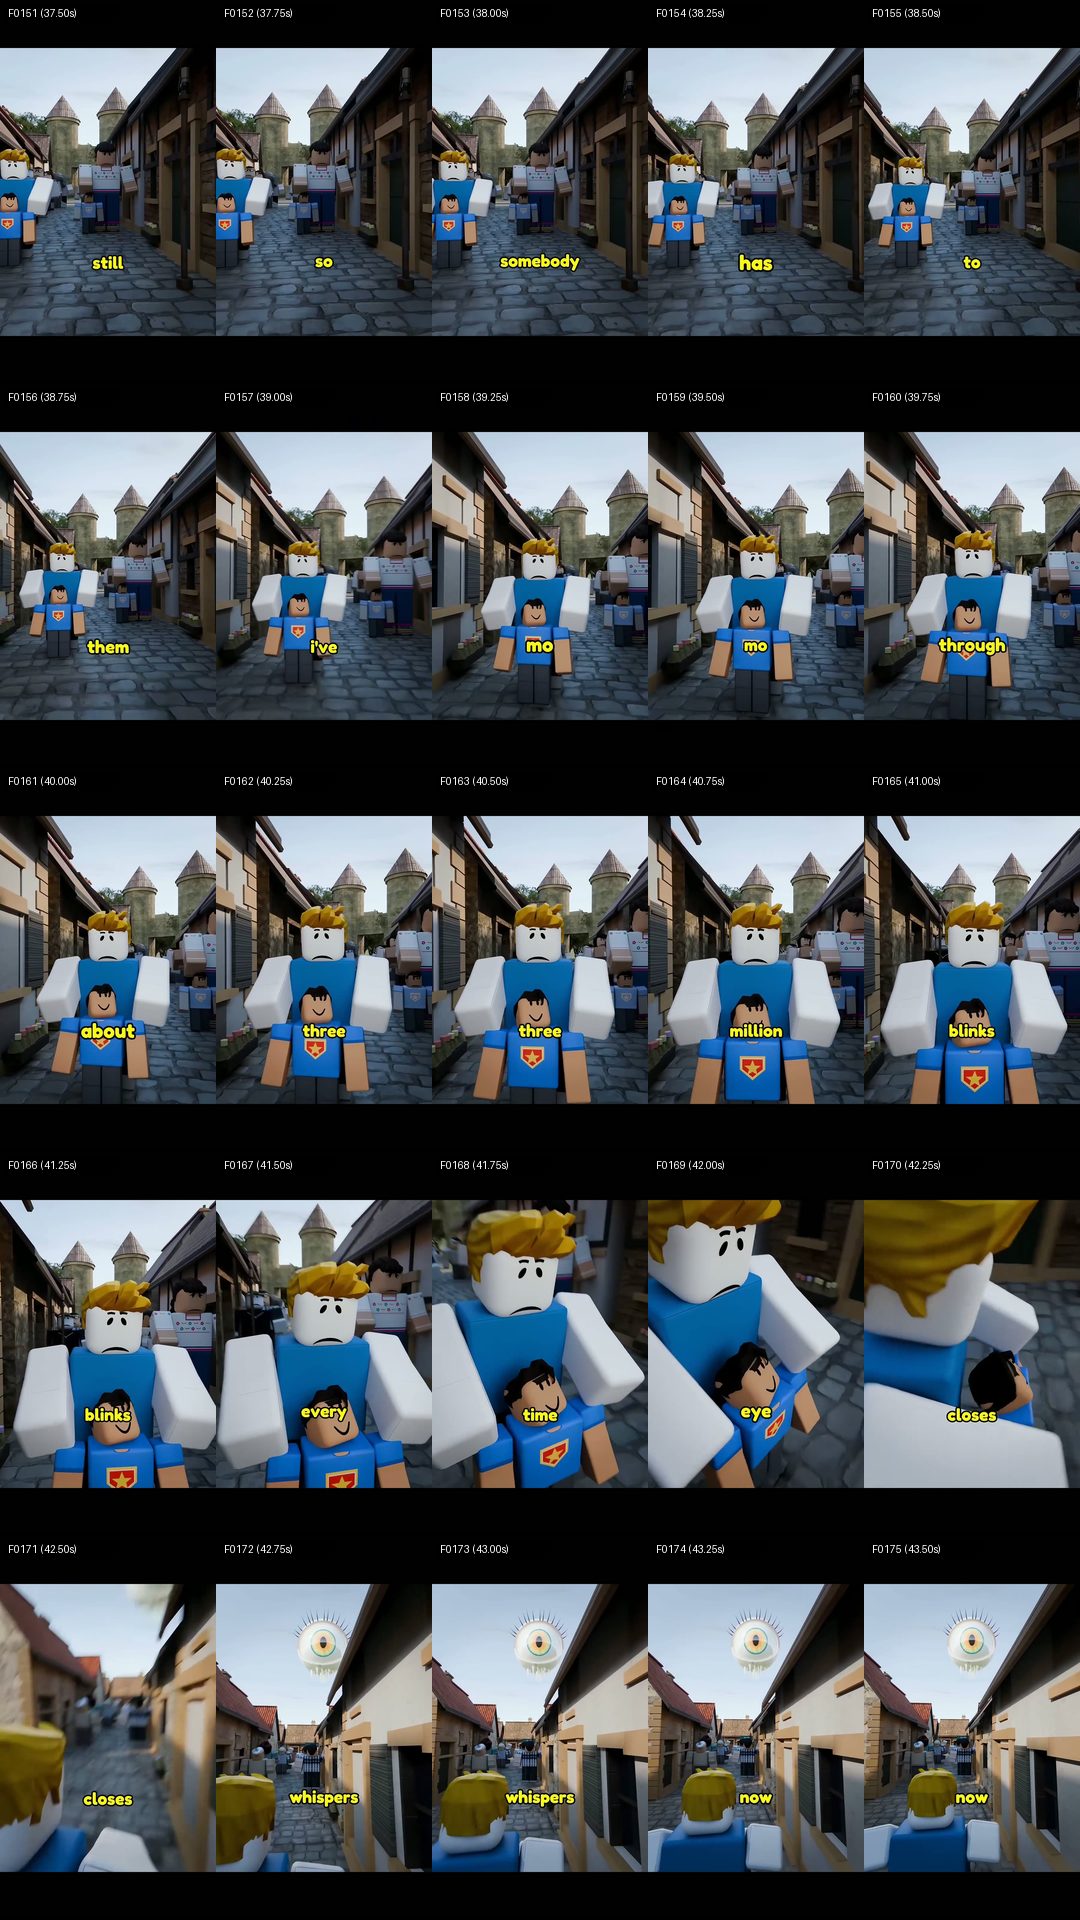 F0151 (37.50s)
F0152 (37.75s)
F0153 (38.00s)
F0154 (38.25s)
F0155 (38.50s)
still
so
somebody
has
to
F0156 (38.75s)
F0157 (39.00s)
F0158 (39.25s)
F0159 (39.50s)
F0160 (39.75s)
them
i've
mo
mo
through
F0161 (40.00s)
F0162 (40.25s)
F0163 (40.50s)
F0164 (40.75s)
F0165 (41.00s)
about
three
three
million
blinks
F0166 (41.25s)
F0167 (41.50s)
F0168 (41.75s)
F0169 (42.00s)
F0170 (42.25s)
blinks
every
time
eye
closes
F0171 (42.50s)
F0172 (42.75s)
F0173 (43.00s)
F0174 (43.25s)
F0175 (43.50s)
closes
whispers
whispers
now
now